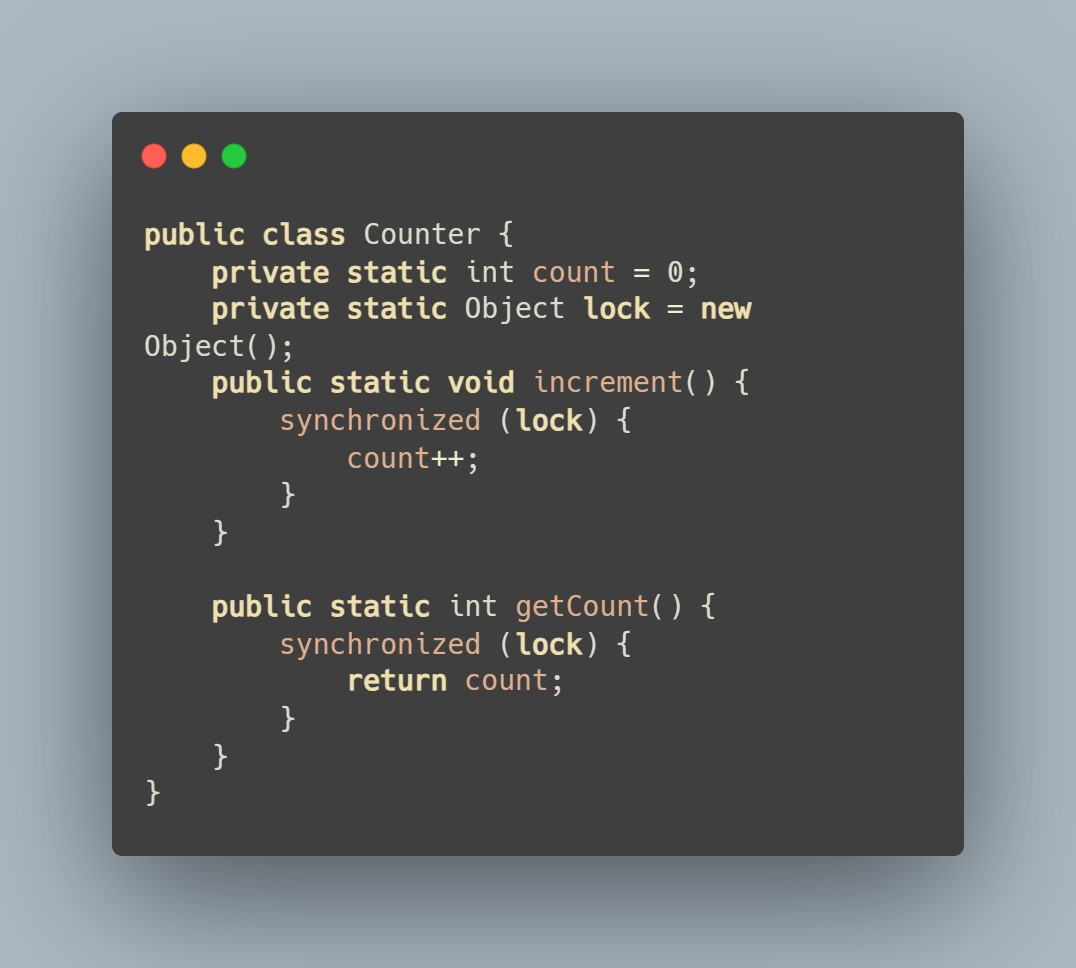 public class Counter {
    private static int count = 0;
    private static Object lock = new
Object();
    public static void increment() {
        synchronized (lock) {
            count++;
        }
    }

    public static int getCount() {
        synchronized (lock) {
            return count;
        }
    }
}